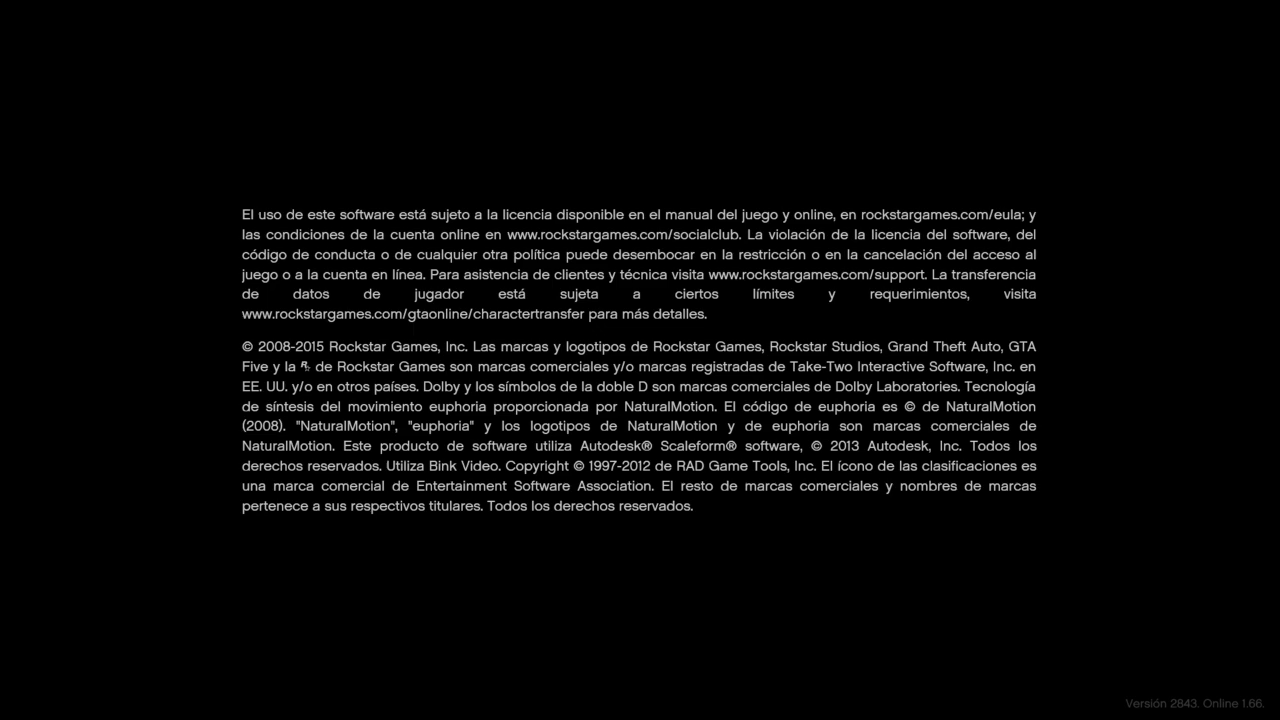 El uso de este software está sujeto a la licencia disponible en el manual del juego y online, en rockstargames.com/eula; y
las condiciones de la cuenta online en www.rockstargames.com/socialclub. La violación de la licencia del software, del
código de conducta o de cualquier otra política puede desembocar en la restricción o en la cancelación del acceso al
juego o a la cuenta en línea. Para asistencia de clientes y técnica visita www.rockstargames.com/support. La transferencia
de datos de jugador está sujeta a ciertos límites y requerimientos, visita
www.rockstargames.com/gtaonline/charactertransfer para más detalles.
© 2008-2015 Rockstar Games, Inc. Las marcas y logotipos de Rockstar Games, Rockstar Studios, Grand Theft Auto, GTA
Five y la R* de Rockstar Games son marcas comerciales y/o marcas registradas de Take-Two Interactive Software, Inc. en
EE. UU. y/o en otros países. Dolby y los símbolos de la doble D son marcas comerciales de Dolby Laboratories. Tecnología
de síntesis del movimiento euphoria proporcionada por NaturalMotion. El código de euphoria es © de NaturalMotion
(2008). "NaturalMotion", "euphoria" y los logotipos de NaturalMotion y de euphoria son marcas comerciales de
NaturalMotion. Este producto de software utiliza Autodesk® Scaleform® software, © 2013 Autodesk, Inc. Todos los
derechos reservados. Utiliza Bink Video. Copyright © 1997-2012 de RAD Game Tools, Inc. El ícono de las clasificaciones es
una marca comercial de Entertainment Software Association. El resto de marcas comerciales y nombres de marcas
pertenece a sus respectivos titulares. Todos los derechos reservados.
Versión 2843. Online 1.66.